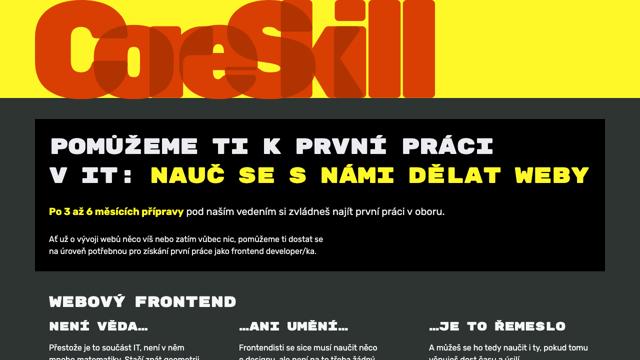 CoreSkill
POMŮŽEME TI K PRVNÍ PRÁCI
V IT: NAUČ SE S NÁMI DĚLAT WEBY
Po 3 až 6 měsících přípravy pod naším vedením si zvládneš najít první práci v oboru.
Ať už o vývoji webů něco víš nebo zatím vůbec nic, pomůžeme ti dostat se
na úroveň potřebnou pro získání první práce jako frontend developer/ka.
WEBOVÝ FRONTEND
NENÍ VĚDA…
Přestože je to součást IT, není v něm
mnoho matematiky. Stačí znát geometrii
…ANI UMĚNÍ…
Frontendisti se sice musí naučit něco
o designu, ale není na to třeba žádný
…JE TO ŘEMESLO
A můžeš se ho tedy naučit i ty, pokud tomu
věnuješ dost času a úsilí.